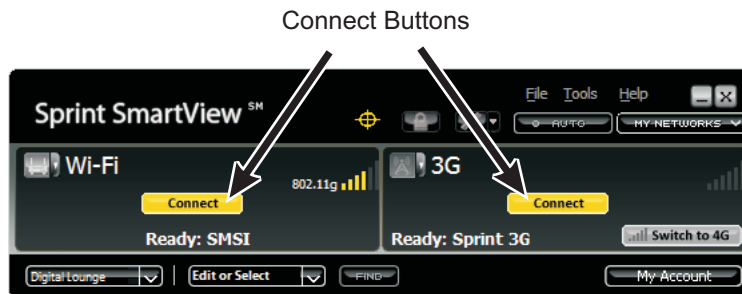 Connect Buttons
File Tools Help
Sprint SmartView SM
AUTO
MY NETWORKS
Wi-Fi
802.11g
Connect
Ready: SMSI
3G
Connect
Ready: Sprint 3G
Switch to 4G
Digital Lounge
Edit or Select
FIND
My Account